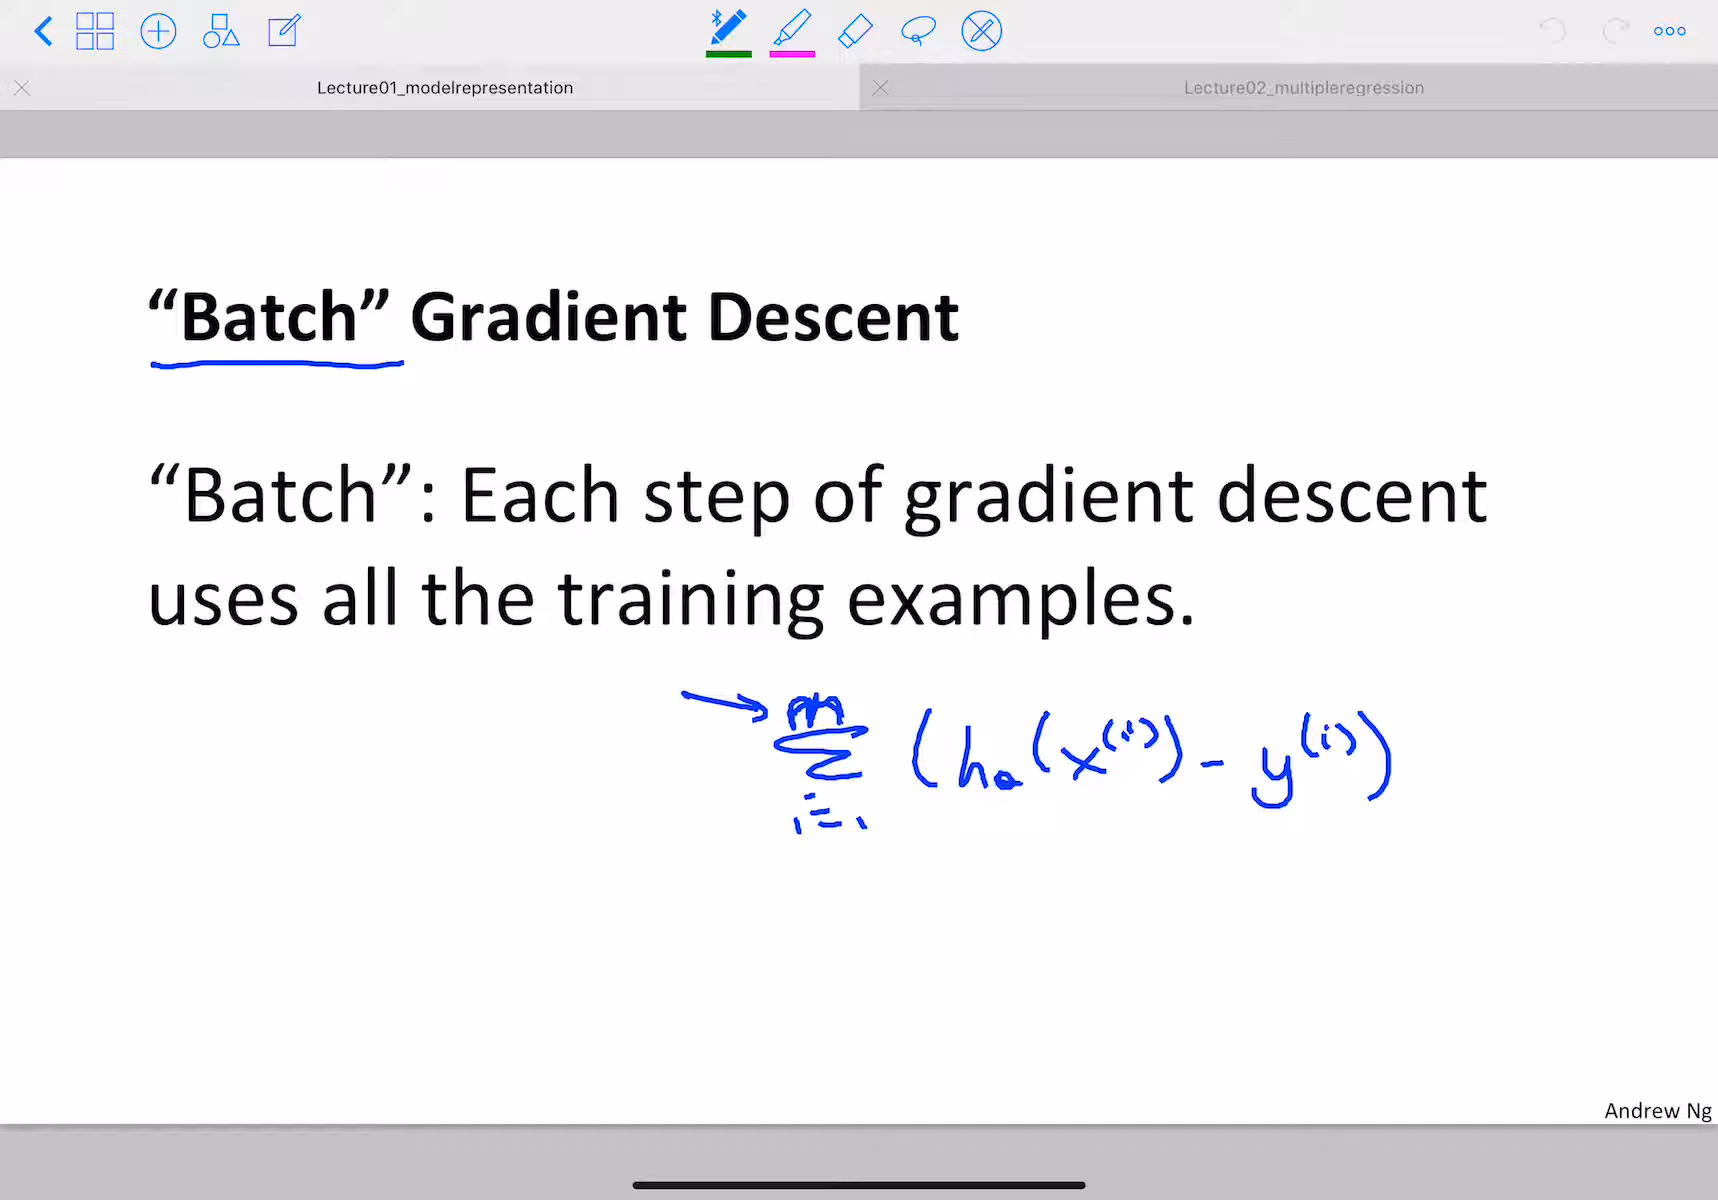 Lecture01_modelrepresentation
Lecture02_multipleregression
“Batch” Gradient Descent
“Batch”: Each step of gradient descent
uses all the training examples.
m
Σ (hθ(x⁽ⁱ⁾) - y⁽ⁱ⁾)
i=1
Andrew Ng